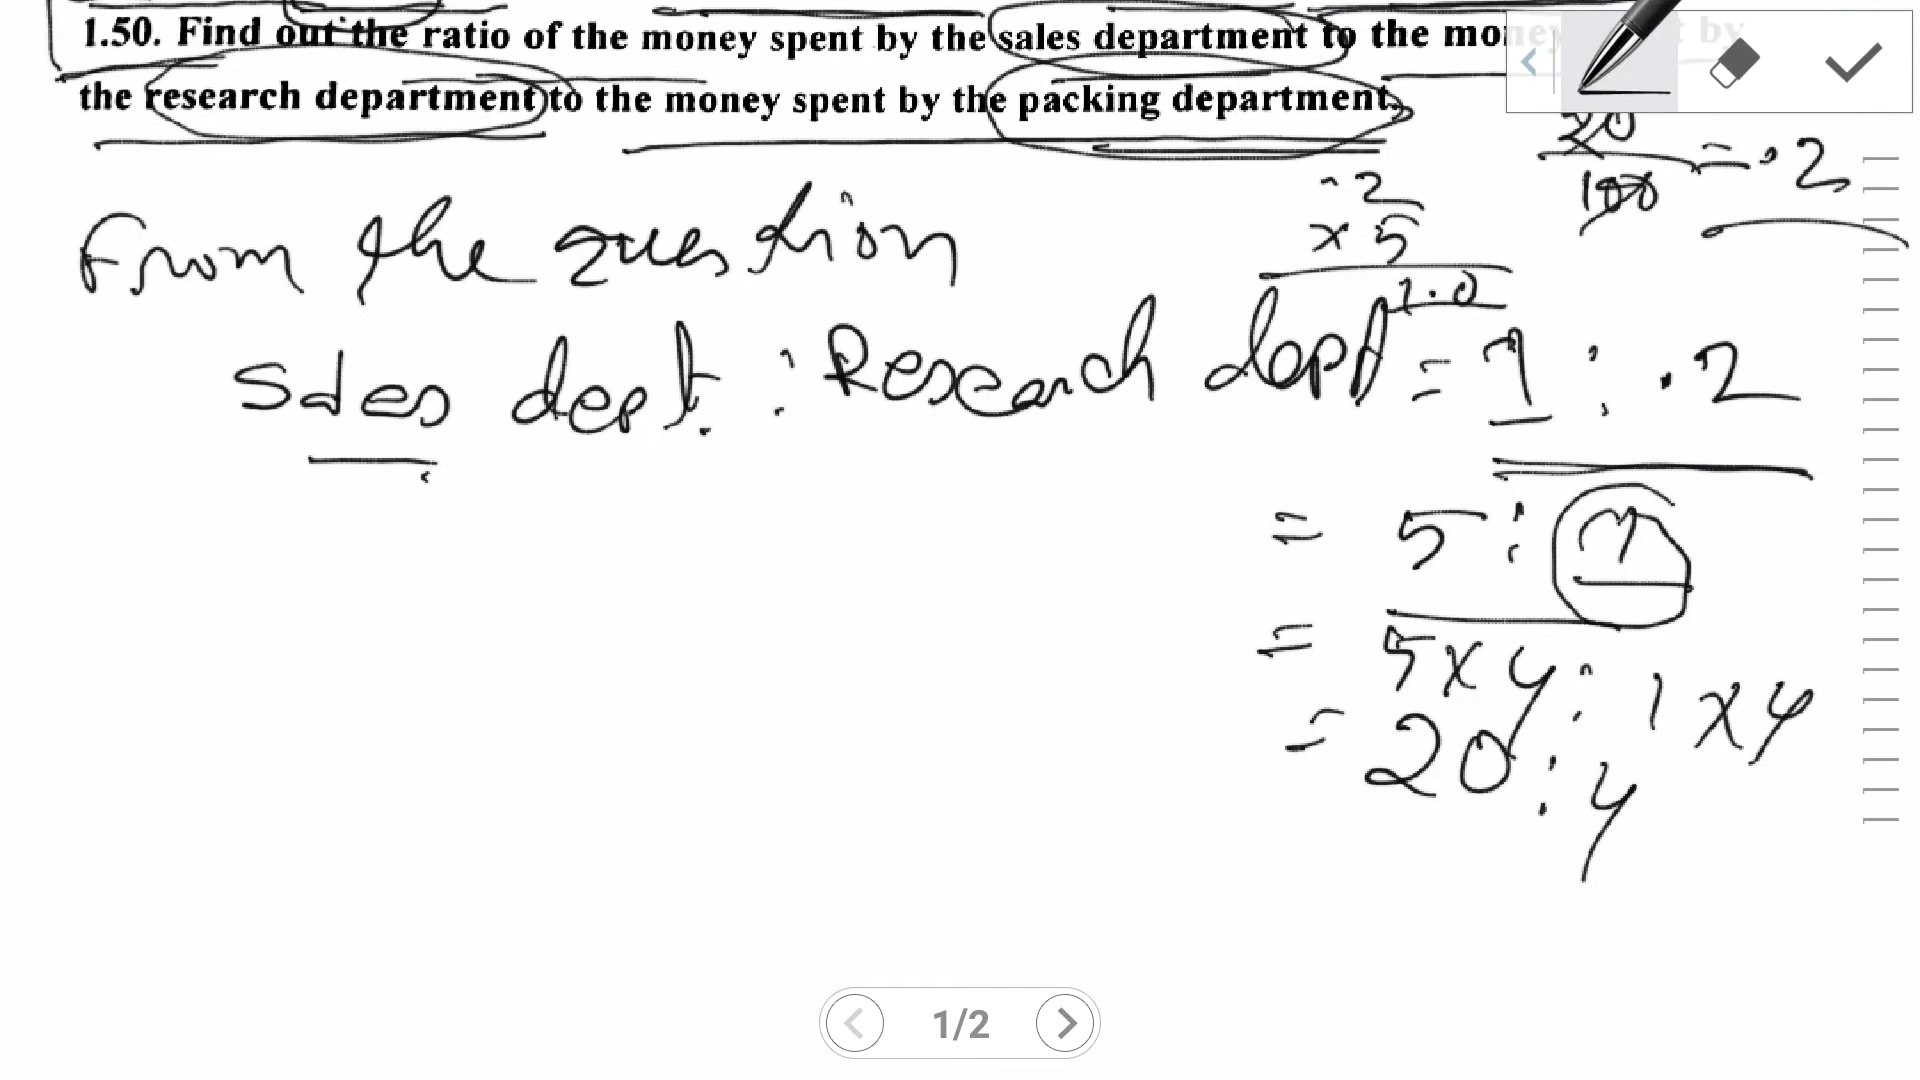 1.50. Find out the ratio of the money spent by the sales department to the money by
the research department to the money spent by the packing department.
20
100
= .2
.2
x 5
1.0
From the question
Sales dept. : Research dept = 1 : .2
= 5 : 1
= 5 x 4 : 1 x 4
= 20 : 4
1/2